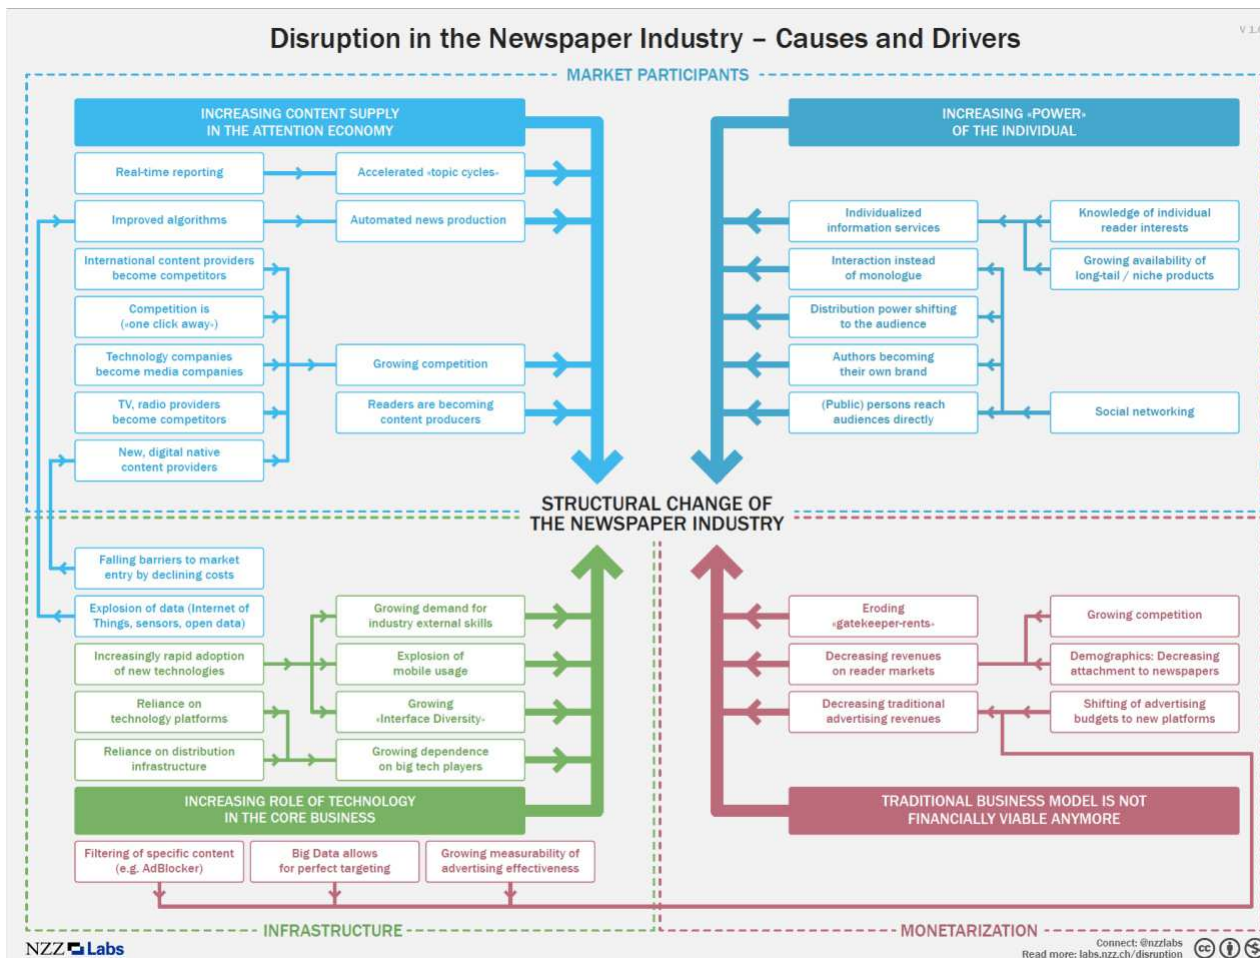 Disruption in the Newspaper Industry – Causes and Drivers
MARKET PARTICIPANTS
INCREASING CONTENT SUPPLY
IN THE ATTENTION ECONOMY
Real-time reporting
Accelerated «topic cycles»
Improved algorithms
Automated news production
International content providers
become competitors
Competition is
(«one click away»)
Technology companies
become media companies
Growing competition
TV, radio providers
become competitors
Readers are becoming
content producers
New, digital native
content providers
INCREASING «POWER»
OF THE INDIVIDUAL
Individualized
information services
Knowledge of individual
reader interests
Interaction instead
of monologue
Growing availability of
long-tail / niche products
Distribution power shifting
to the audience
Authors becoming
their own brand
(Public) persons reach
audiences directly
Social networking
STRUCTURAL CHANGE OF
THE NEWSPAPER INDUSTRY
Falling barriers to market
entry by declining costs
Explosion of data (Internet of
Things, sensors, open data)
Growing demand for
industry external skills
Increasingly rapid adoption
of new technologies
Explosion of
mobile usage
Reliance on
technology platforms
Growing
«Interface Diversity»
Reliance on distribution
infrastructure
Growing dependence
on big tech players
INCREASING ROLE OF TECHNOLOGY
IN THE CORE BUSINESS
Filtering of specific content
(e.g. AdBlocker)
Big Data allows
for perfect targeting
Growing measurability of
advertising effectiveness
INFRASTRUCTURE
Eroding
«gatekeeper-rents»
Growing competition
Decreasing revenues
on reader markets
Demographics: Decreasing
attachment to newspapers
Decreasing traditional
advertising revenues
Shifting of advertising
budgets to new platforms
TRADITIONAL BUSINESS MODEL IS NOT
FINANCIALLY VIABLE ANYMORE
MONETARIZATION
NZZ Labs
Connect: @nzzlabs
Read more: labs.nzz.ch/disruption
cc